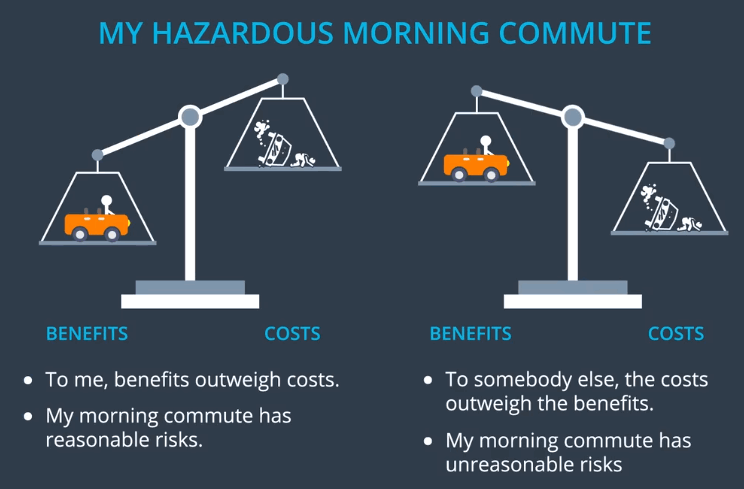 MY HAZARDOUS MORNING COMMUTE
BENEFITS
COSTS
• To me, benefits outweigh costs.
• My morning commute has
reasonable risks.
BENEFITS
COSTS
• To somebody else, the costs
outweigh the benefits.
• My morning commute has
unreasonable risks